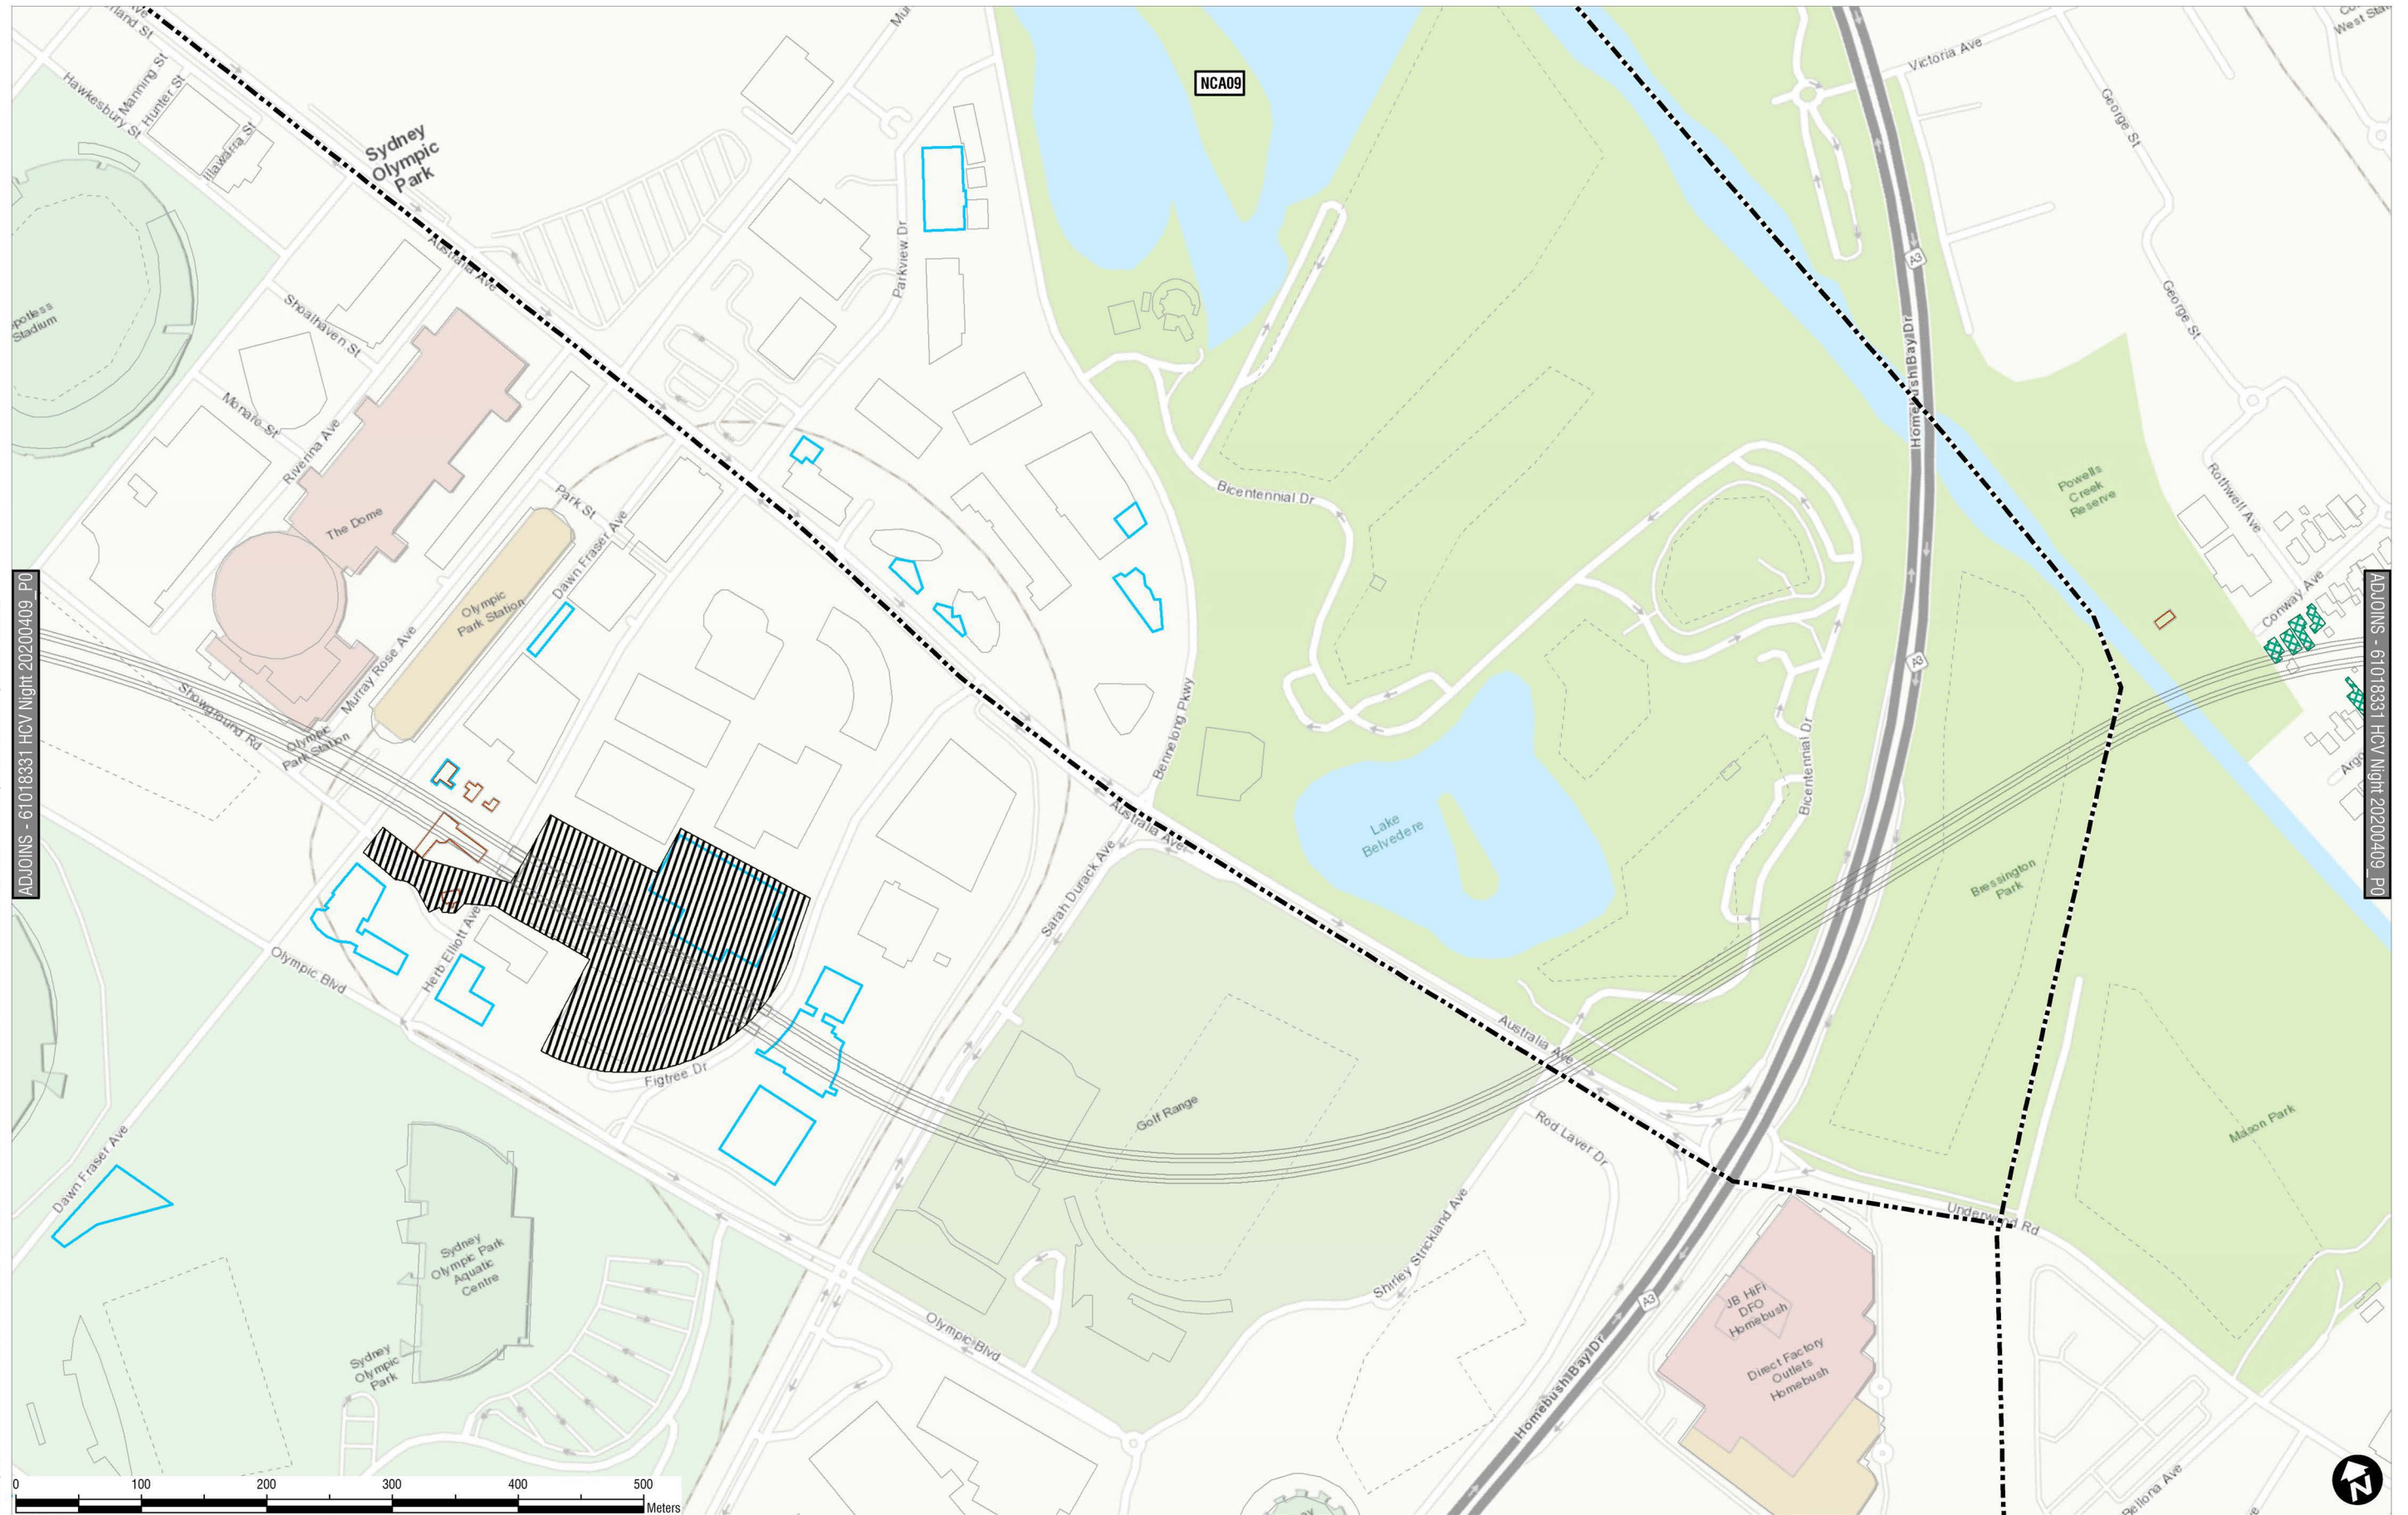 Hawkesbury St
Manning St
Hunter St
Illawarra St
Sydney
Olympic
Park
NCA09
Victoria Ave
George St
George St
A3
Homebush Bay Dr
Australia Ave
Parkview Dr
Shoalhaven St
Monare St
Riverina Ave
The Dome
Park St
Dawn Fraser Ave
Olympic
Park Station
Murray Rose Ave
Showground Rd
Olympic
Park Station
Bicentennial Dr
Powells
Creek
Reserve
Rothwell Ave
Conway Ave
ADJOINS - 61018331 HCV Night 20200409_P0
ADJOINS - 61018331 HCV Night 20200409_P0
A3
Bennelong Pkwy
Bicentennial Dr
Lake
Belvedere
Australia Ave
Sarah Durack Ave
Bressington
Park
Herb Elliott Ave
Olympic Blvd
Figtree Dr
Australia Ave
Golf Range
Rod Laver Dr
Mason Park
Dawn Fraser Ave
Shirley Strickland Ave
Underwood Rd
Sydney
Olympic Park
Aquatic
Centre
A3
JB HiFi
DFO
Homebush
Direct Factory
Outlets
Homebush
Sydney
Olympic
Park
Olympic Blvd
Homebush Bay Dr
Bellona Ave
0 100 200 300 400 500
Meters
N